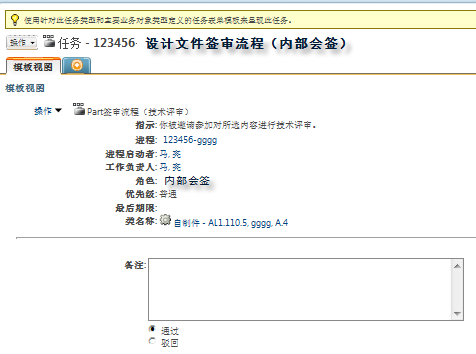 使用针对此任务类型和主要业务对象类型定义的任务表单模板来呈现此任务。
操作 任务 - 123456· 设计文件签审流程（内部会签）
模板视图
模板视图
操作 Part签审流程（技术评审）
指示: 你被邀请参加对所选内容进行技术评审。
进程: 123456-gggg
进程启动者: 马, 亮
工作负责人: 马, 亮
角色: 内部会签
优先级: 普通
最后期限:
类名称: 自制件 - AL1.110.5, gggg, A.4
备注:
通过
驳回